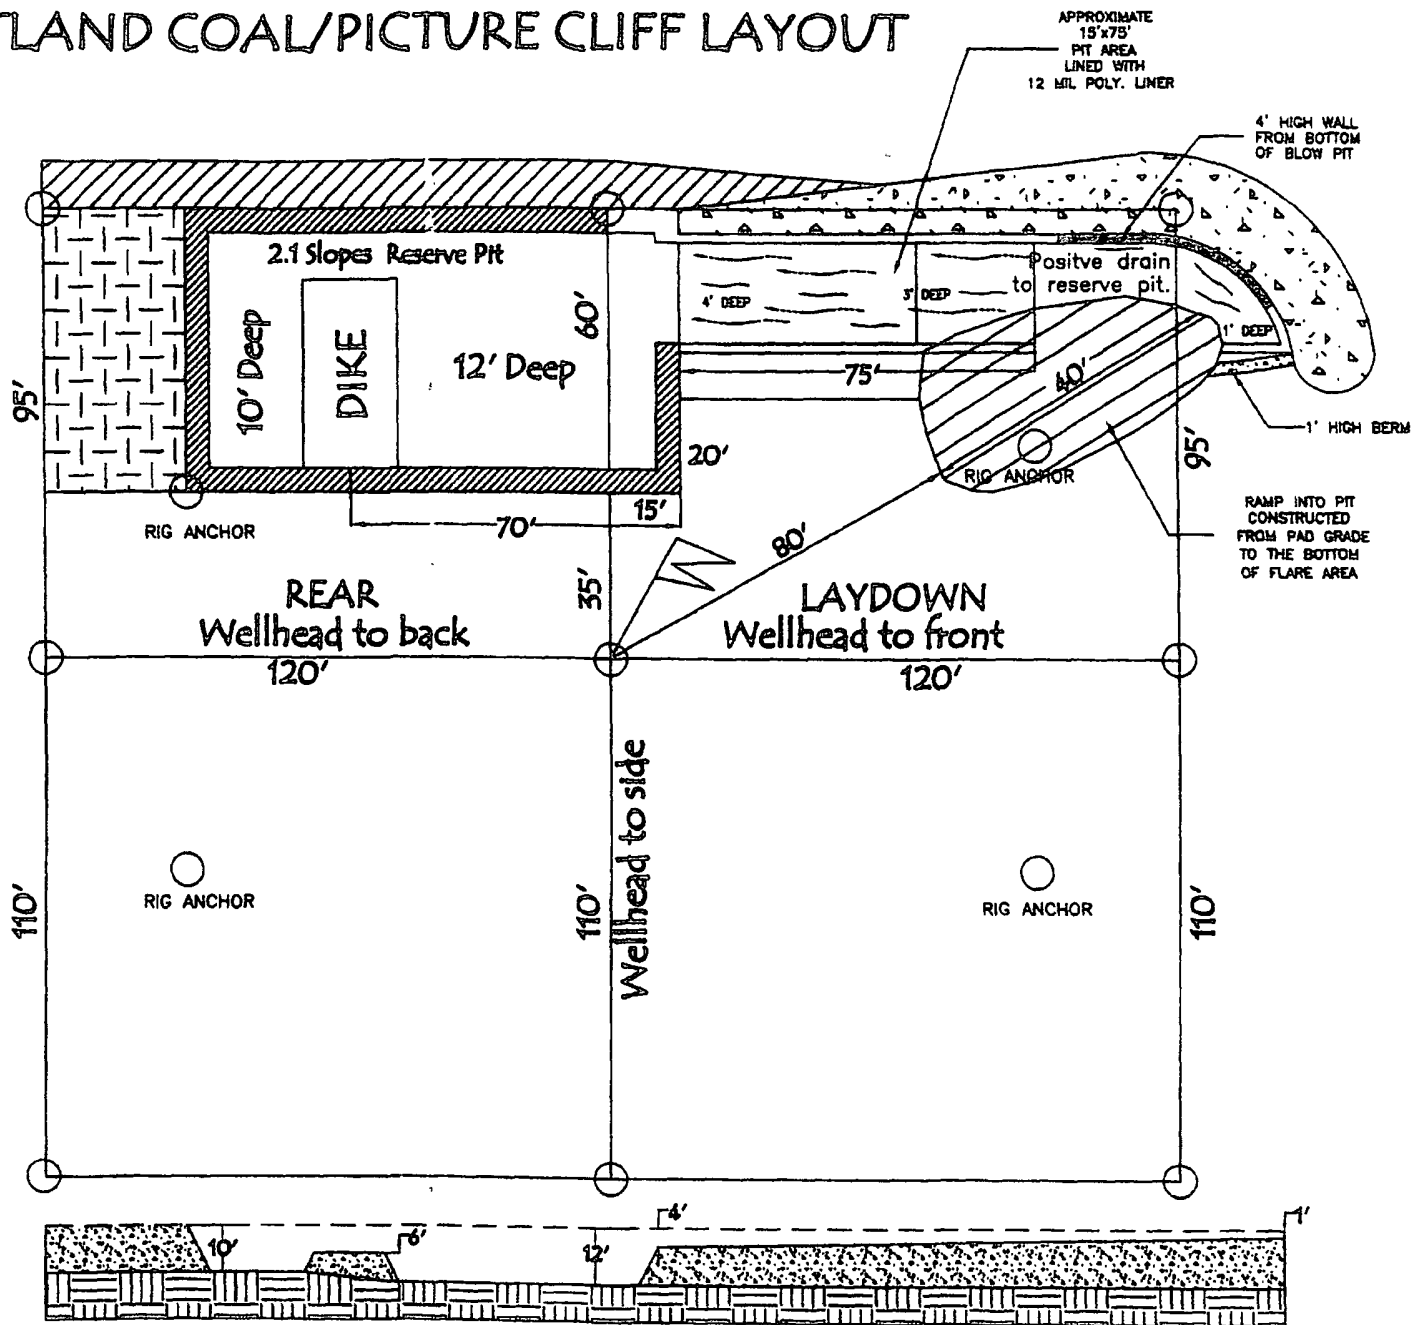 TLAND COAL/PICTURE CLIFF LAYOUT
APPROXIMATE
15'x75'
PIT AREA
LINED WITH
12 MIL POLY. LINER
4' HIGH WALL
FROM BOTTOM
OF BLOW PIT
2.1 Slopes Reserve Pit
Positve drain
to reserve pit.
4' DEEP
3' DEEP
1' DEEP
10' Deep
DIKE
12' Deep
60'
75'
40'
95'
1' HIGH BERM
95'
20'
RIG ANCHOR
RIG ANCHOR
15'
70'
RAMP INTO PIT
CONSTRUCTED
FROM PAD GRADE
TO THE BOTTOM
OF FLARE AREA
80'
35'
REAR
Wellhead to back
120'
LAYDOWN
Wellhead to front
120'
Wellhead to side
110'
110'
110'
RIG ANCHOR
RIG ANCHOR
10'
6'
12'
4'
1'